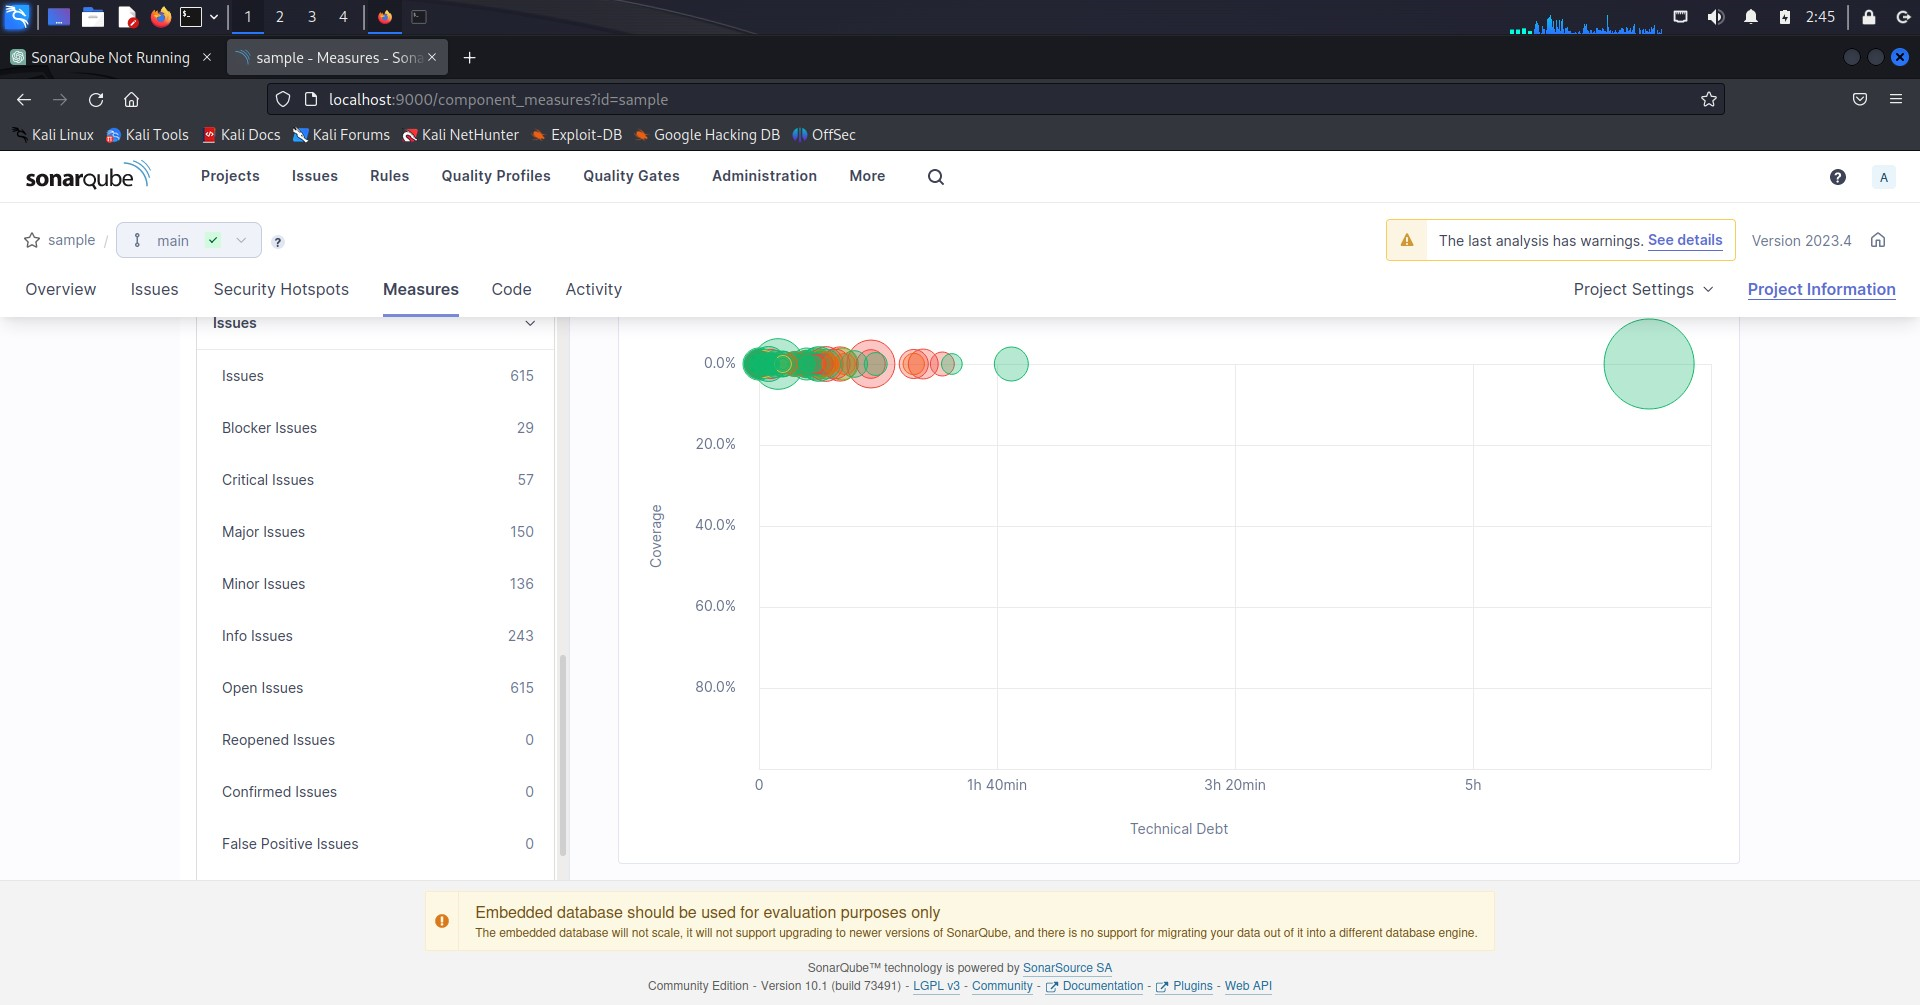 1 2 3 4 2:45
SonarQube Not Running sample - Measures - Sona
localhost:9000/component_measures?id=sample
Kali Linux Kali Tools Kali Docs Kali Forums Kali NetHunter Exploit-DB Google Hacking DB OffSec
sonarqube Projects Issues Rules Quality Profiles Quality Gates Administration More ? A
sample / main ? The last analysis has warnings. See details Version 2023.4
Overview Issues Security Hotspots Measures Code Activity Project Settings Project Information
Issues
Issues 615
Blocker Issues 29
Critical Issues 57
Major Issues 150
Minor Issues 136
Info Issues 243
Open Issues 615
Reopened Issues 0
Confirmed Issues 0
False Positive Issues 0
0.0%
20.0%
40.0%
60.0%
80.0%
Coverage
0 1h 40min 3h 20min 5h
Technical Debt
Embedded database should be used for evaluation purposes only
The embedded database will not scale, it will not support upgrading to newer versions of SonarQube, and there is no support for migrating your data out of it into a different database engine.
SonarQube™ technology is powered by SonarSource SA
Community Edition - Version 10.1 (build 73491) - LGPL v3 - Community - Documentation - Plugins - Web API